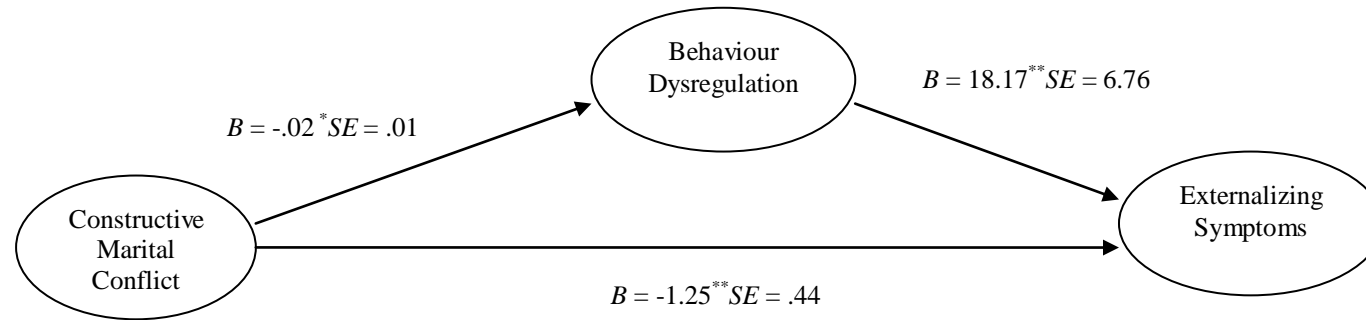 Behaviour
Dysregulation
B = 18.17**SE = 6.76
B = -.02 *SE = .01
Externalizing
Symptoms
Constructive
Marital
Conflict
B = -1.25**SE = .44